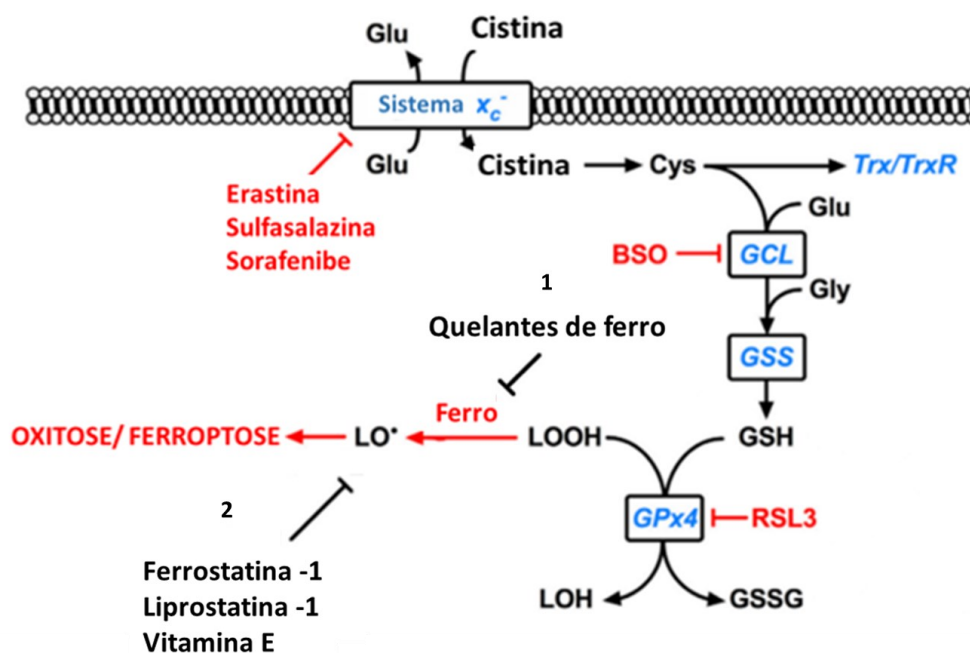 Glu
Cistina
Sistema xc-
Glu
Cistina
Cys
Trx/TrxR
Erastina
Sulfasalazina
Sorafenibe
Glu
BSO
GCL
1
Gly
Quelantes de ferro
GSS
Ferro
OXITOSE/ FERROPTOSE
LO•
LOOH
GSH
2
GPx4
RSL3
Ferrostatina -1
Liprostatina -1
Vitamina E
LOH
GSSG